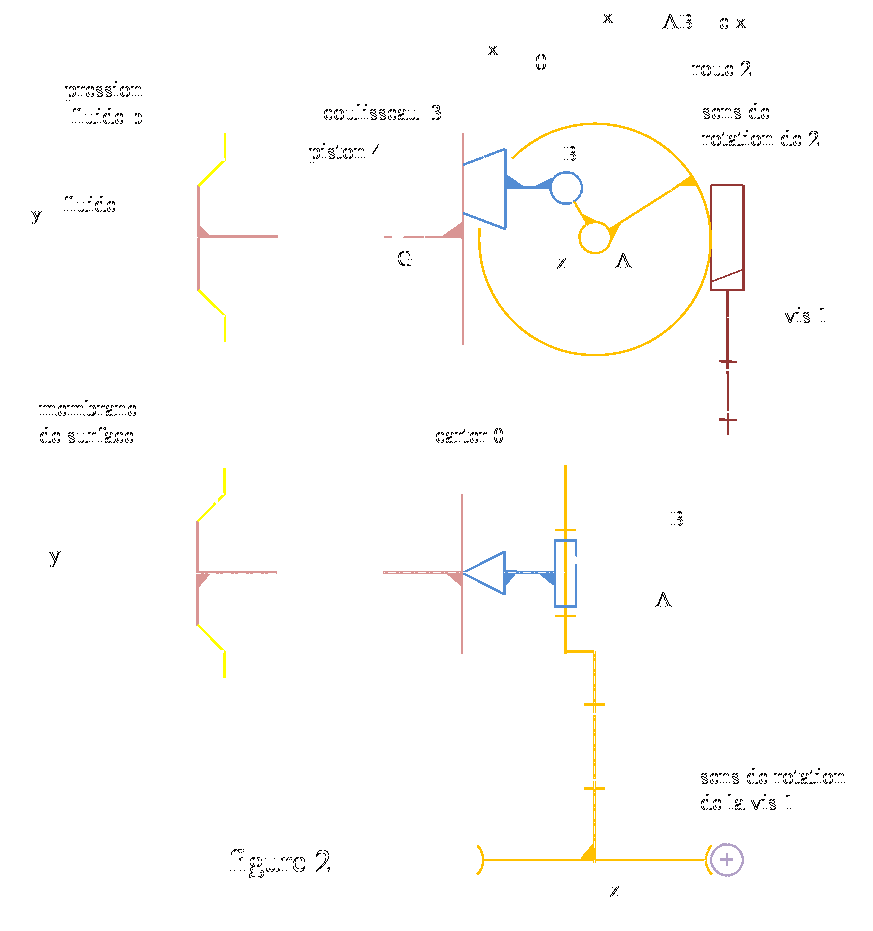 x
AB
x
x
0
roue 2
pression
fluide p
coulisseau 3
sens de
rotation de 2
piston 4
B
fluide
y
G
z
A
vis 1
membrane
de surface
carter 0
B
y
A
sens de rotation
de la vis 1
figure 2
z